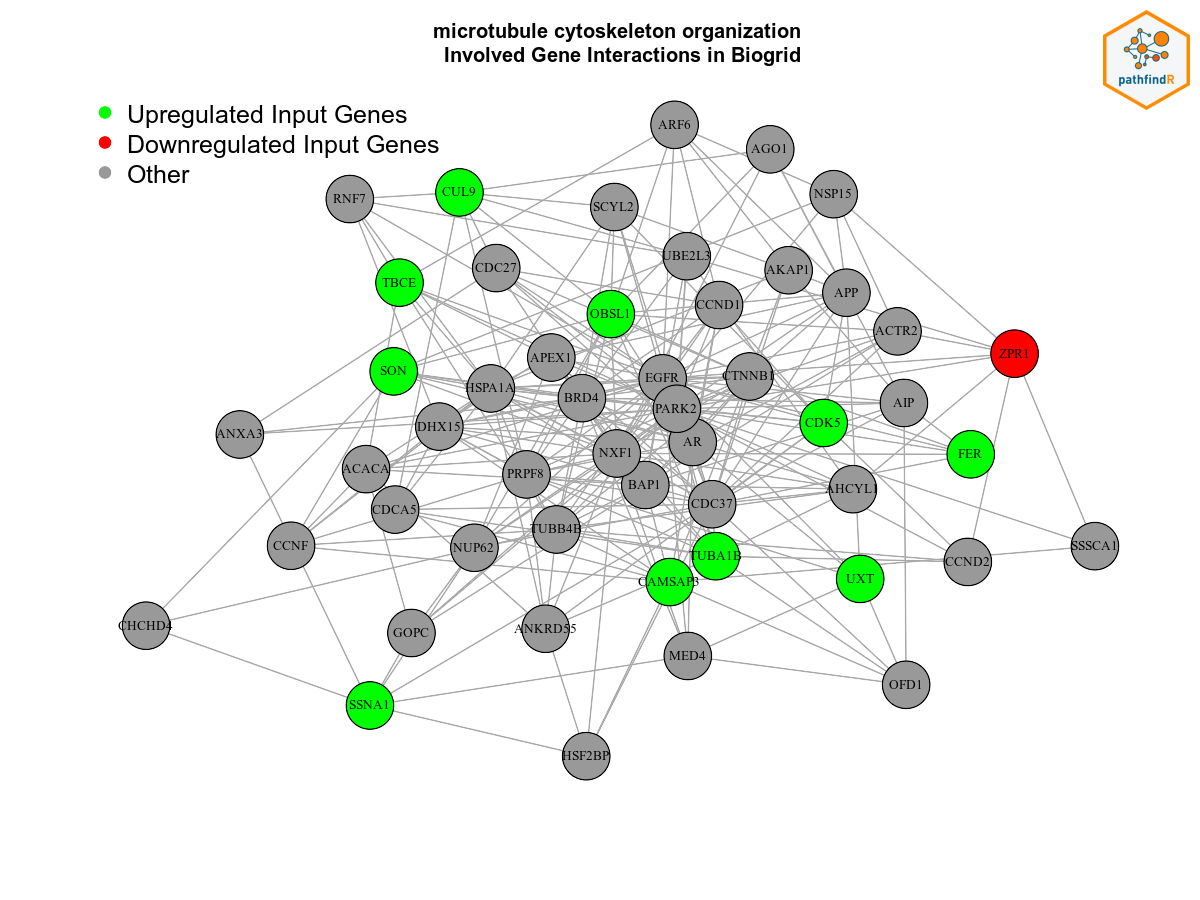 microtubule cytoskeleton organization
Involved Gene Interactions in Biogrid
pathfindR
Upregulated Input Genes
Downregulated Input Genes
Other
ARF6
AGO1
RNF7
CUL9
SCYL2
NSP15
UBE2L3
CDC27
AKAP1
TBCE
APP
CCND1
OBSL1
ACTR2
ZPR1
APEX1
SON
EGFR
CTNNB1
HSPA1A
BRD4
AIP
PARK2
CDK5
DHX15
ANXA3
AR
NXF1
FER
ACACA
PRPF8
BAP1
AHCYL1
CDC37
CDCA5
TUBB4B
CCNF
NUP62
SSSCA1
TUBA1B
CCND2
UXT
CAMSAP3
CHCHD4
ANKRD55
GOPC
MED4
OFD1
SSNA1
HSF2BP